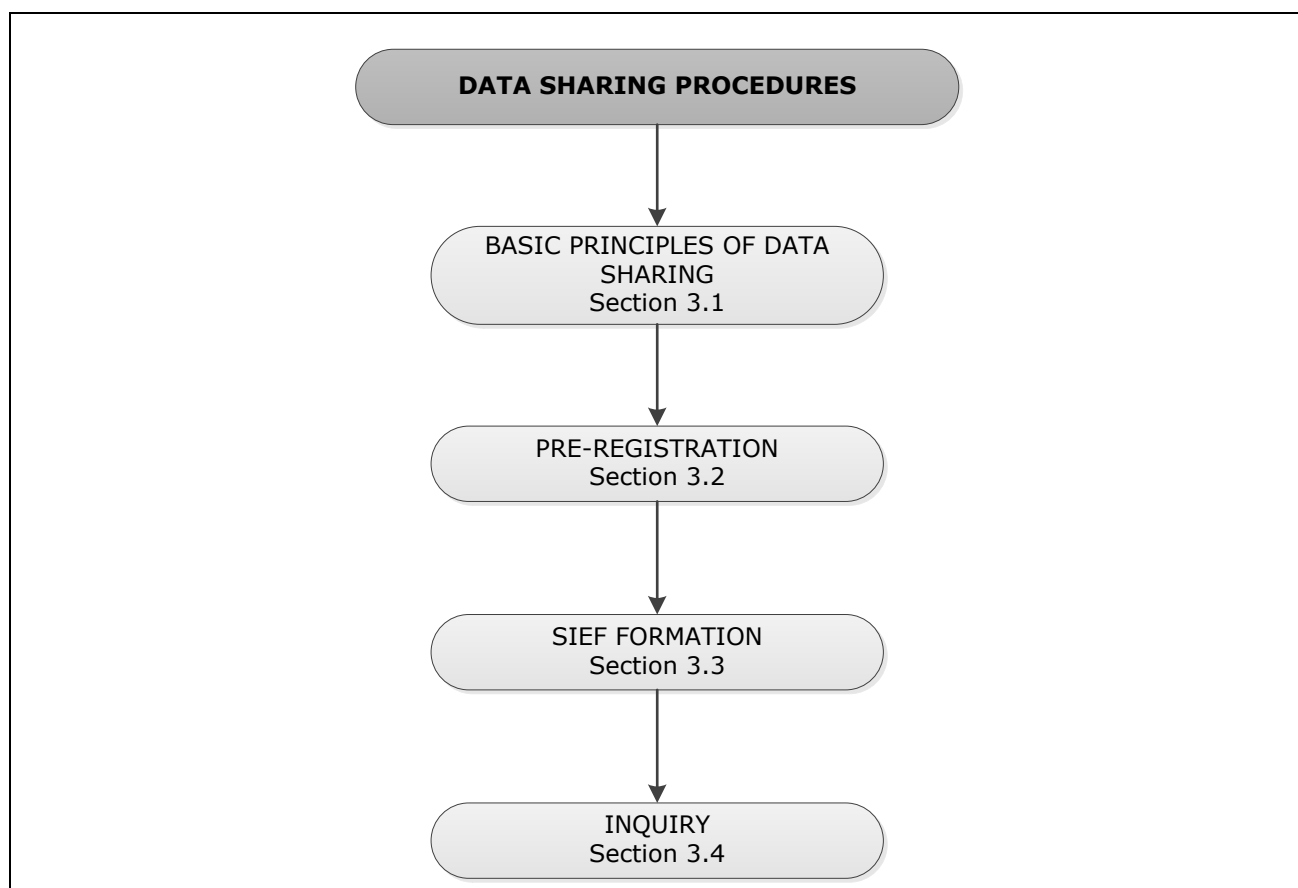 DATA SHARING PROCEDURES
BASIC PRINCIPLES OF DATA
SHARING
Section 3.1
PRE-REGISTRATION
Section 3.2
SIEF FORMATION
Section 3.3
INQUIRY
Section 3.4